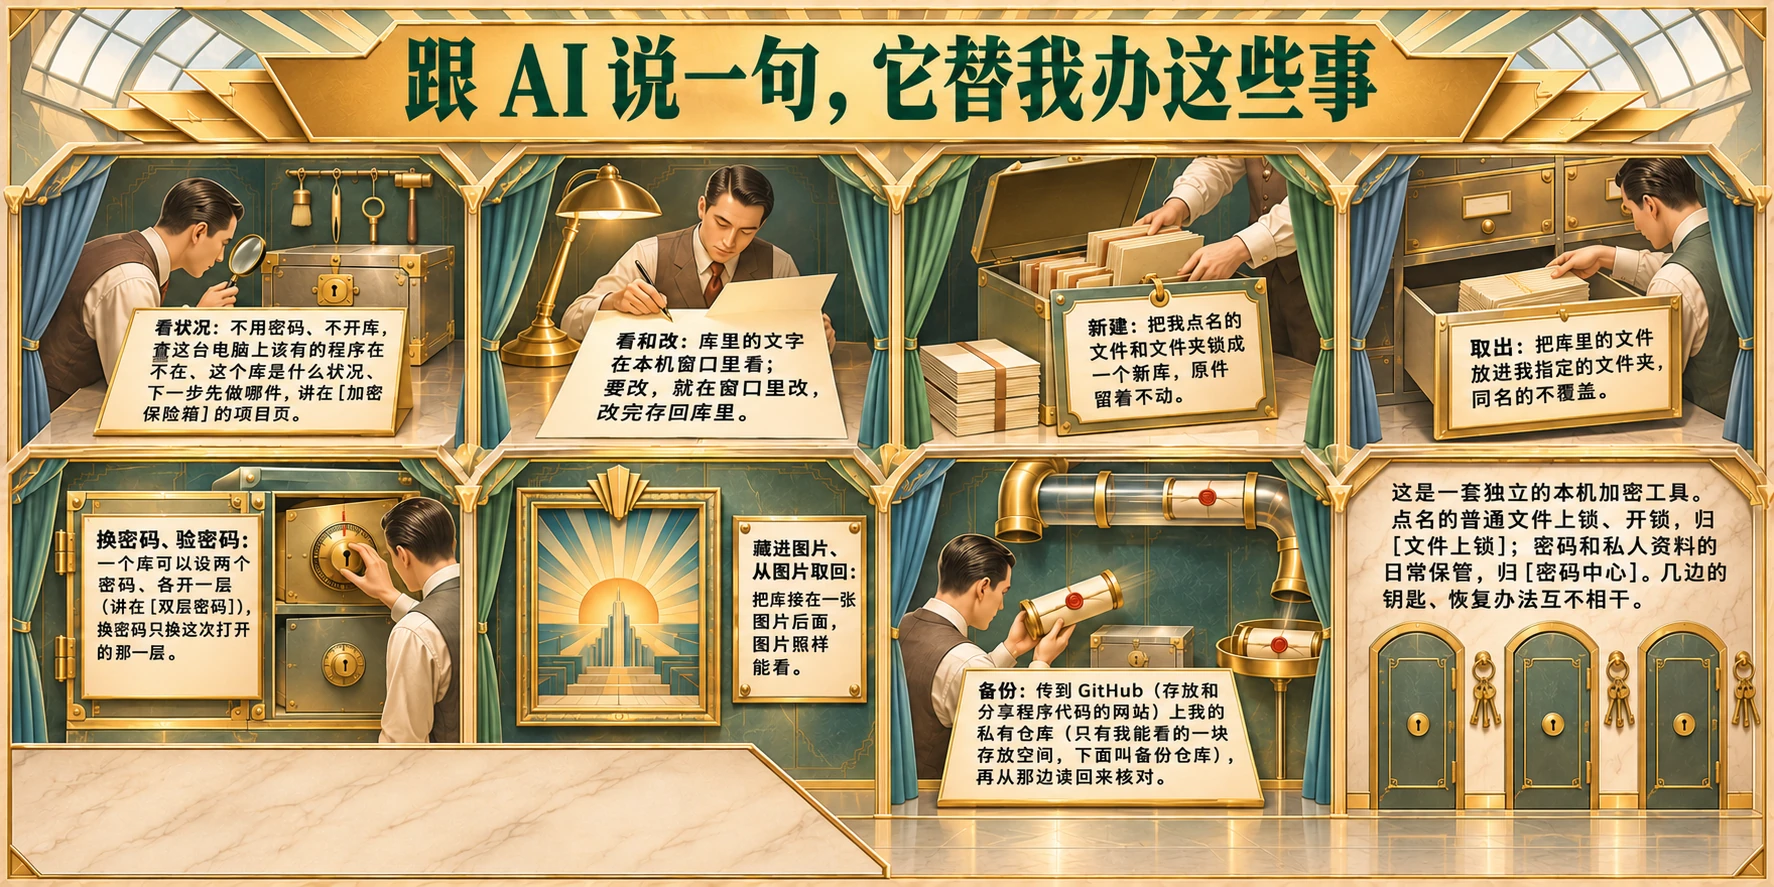 跟 AI 说一句，它替我办这些事
看状况：不用密码、不开库，
查这台电脑上该有的程序在
不在、这个库是什么状况、
下一步先做哪件，讲在［加密
保险箱］的项目页。
看和改：库里的文字
在本机窗口里看；
要改，就在窗口里改，
改完存回库里。
新建：把我点名的
文件和文件夹锁成
一个新库，原件
留着不动。
取出：把库里的文件
放进我指定的文件夹，
同名的不覆盖。
换密码、验密码：
一个库可以设两个
密码、各开一层
（讲在［双层密码］），
换密码只换这次打开
的那一层。
藏进图片、
从图片取回：
把库接在一张
图片后面，
图片照样
能看。
备份：传到 GitHub（存放和
分享程序代码的网站）上我的
私有仓库（只有我能看的一块
存放空间，下面叫备份仓库），
再从那边读回来核对。
这是一套独立的本机加密工具。
点名的普通文件上锁、开锁，归
［文件上锁］；密码和私人资料的
日常保管，归［密码中心］。几边的
钥匙、恢复办法互不相干。